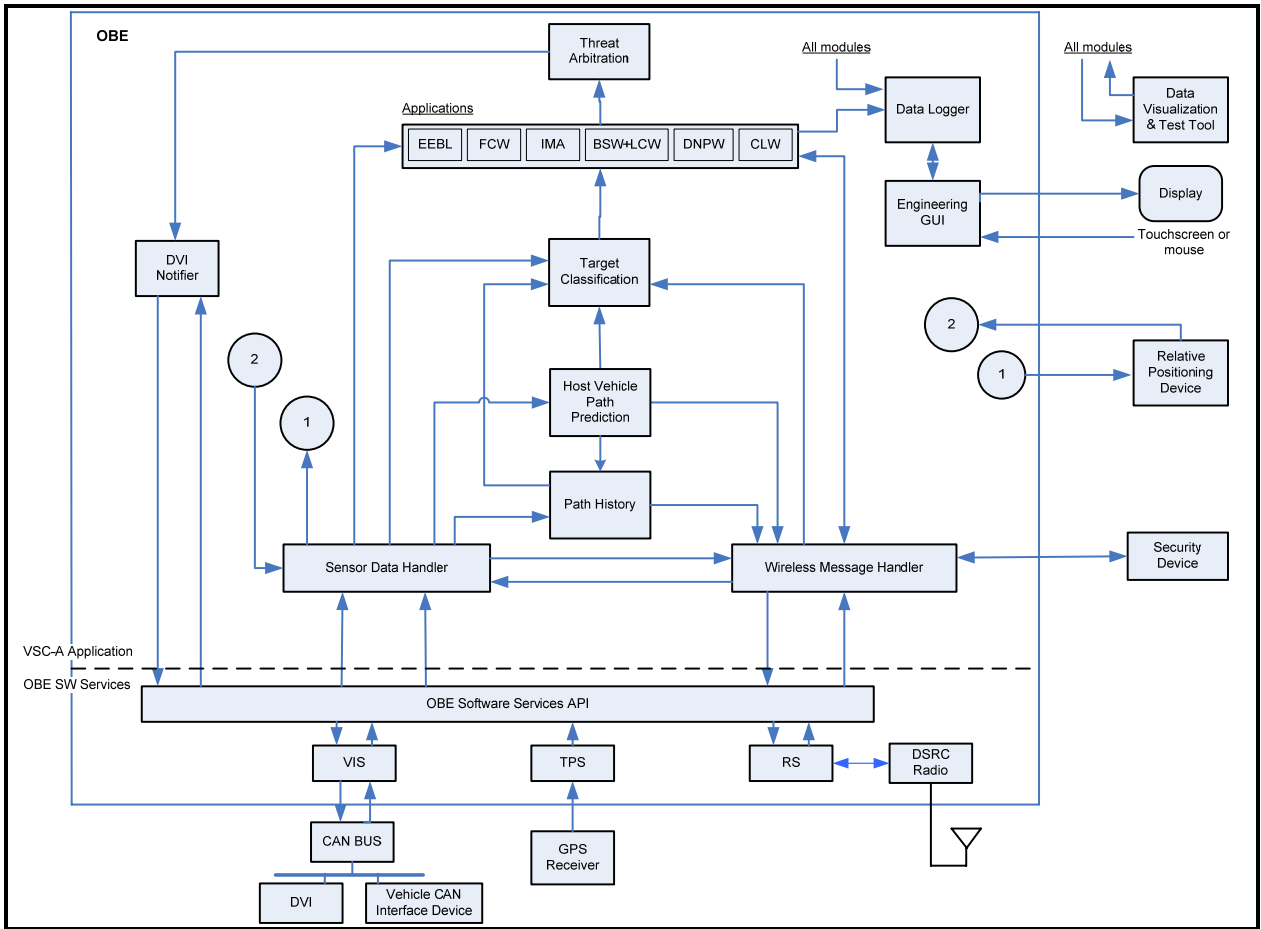 OBE
Threat
Arbitration
All modules
All modules
Data Logger
Data
Visualization
& Test Tool
Applications
EEBL
FCW
IMA
BSW+LCW
DNPW
CLW
Engineering
GUI
Display
Touchscreen or
mouse
DVI
Notifier
Target
Classification
2
1
2
1
Relative
Positioning
Device
Host Vehicle
Path
Prediction
Path History
Sensor Data Handler
Wireless Message Handler
Security
Device
VSC-A Application
OBE SW Services
OBE Software Services API
VIS
TPS
RS
DSRC
Radio
CAN BUS
GPS
Receiver
DVI
Vehicle CAN
Interface Device